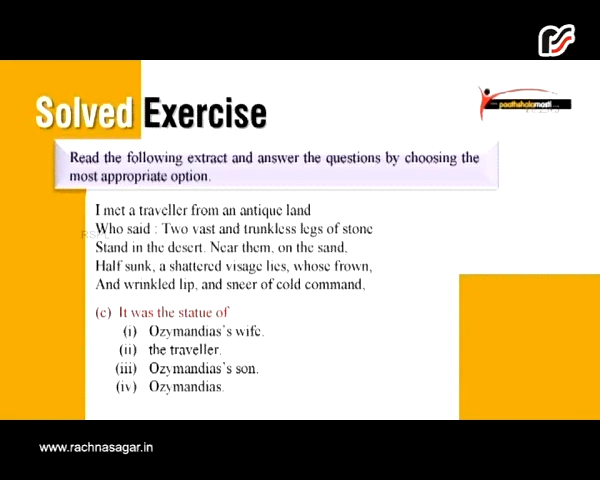 Solved Exercise
paathshalamasti
Read the following extract and answer the questions by choosing the
most appropriate option.
I met a traveller from an antique land
Who said : Two vast and trunkless legs of stone
Stand in the desert. Near them, on the sand,
Half sunk, a shattered visage lies, whose frown,
And wrinkled lip, and sneer of cold command,
(c) It was the statue of
(i) Ozymandias's wife.
(ii) the traveller.
(iii) Ozymandias's son.
(iv) Ozymandias.
www.rachnasagar.in